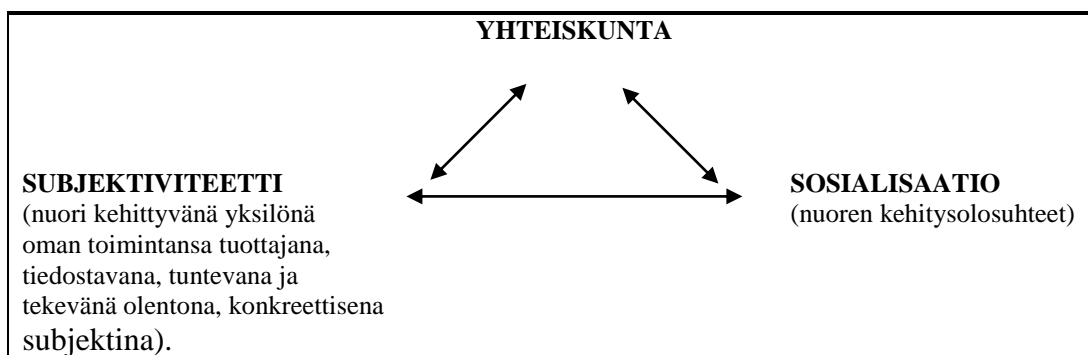 YHTEISKUNTA
SUBJEKTIVITEETTI
(nuori kehittyvänä yksilönä
oman toimintansa tuottajana,
tiedostavana, tuntevana ja
tekevänä olentona, konkreettisena
subjektina).
SOSIALISAATIO
(nuoren kehitysolosuhteet)